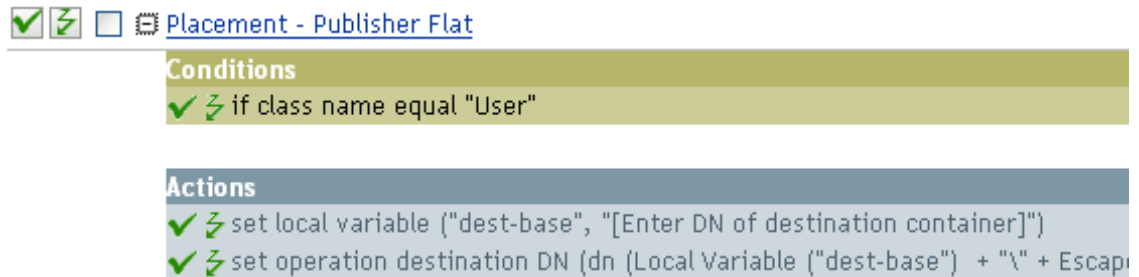 Placement - Publisher Flat
Conditions
if class name equal "User"
Actions
set local variable ("dest-base", "[Enter DN of destination container]")
set operation destination DN (dn (Local Variable ("dest-base") + "\" + Escap